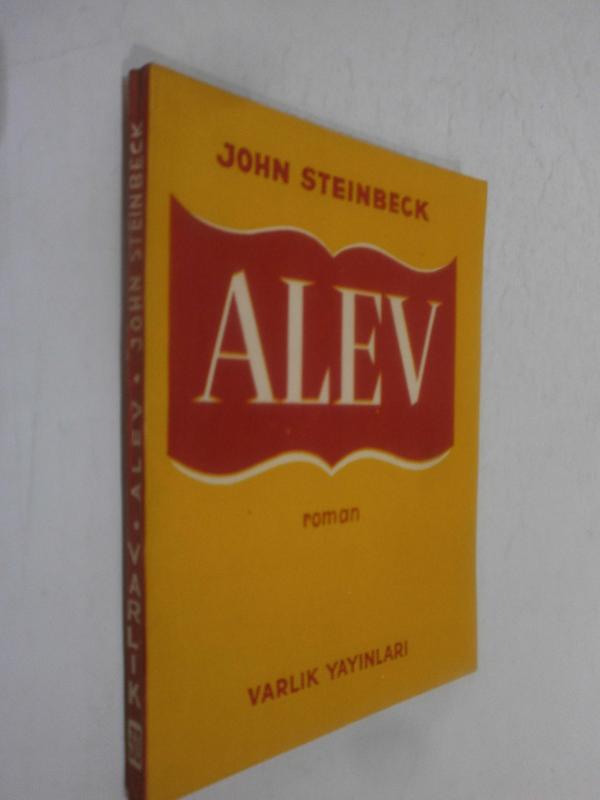 JOHN STEINBECK
ALEV
roman
VARLIK YAYINLARI
JOHN STEINBECK • ALEV • VARLIK